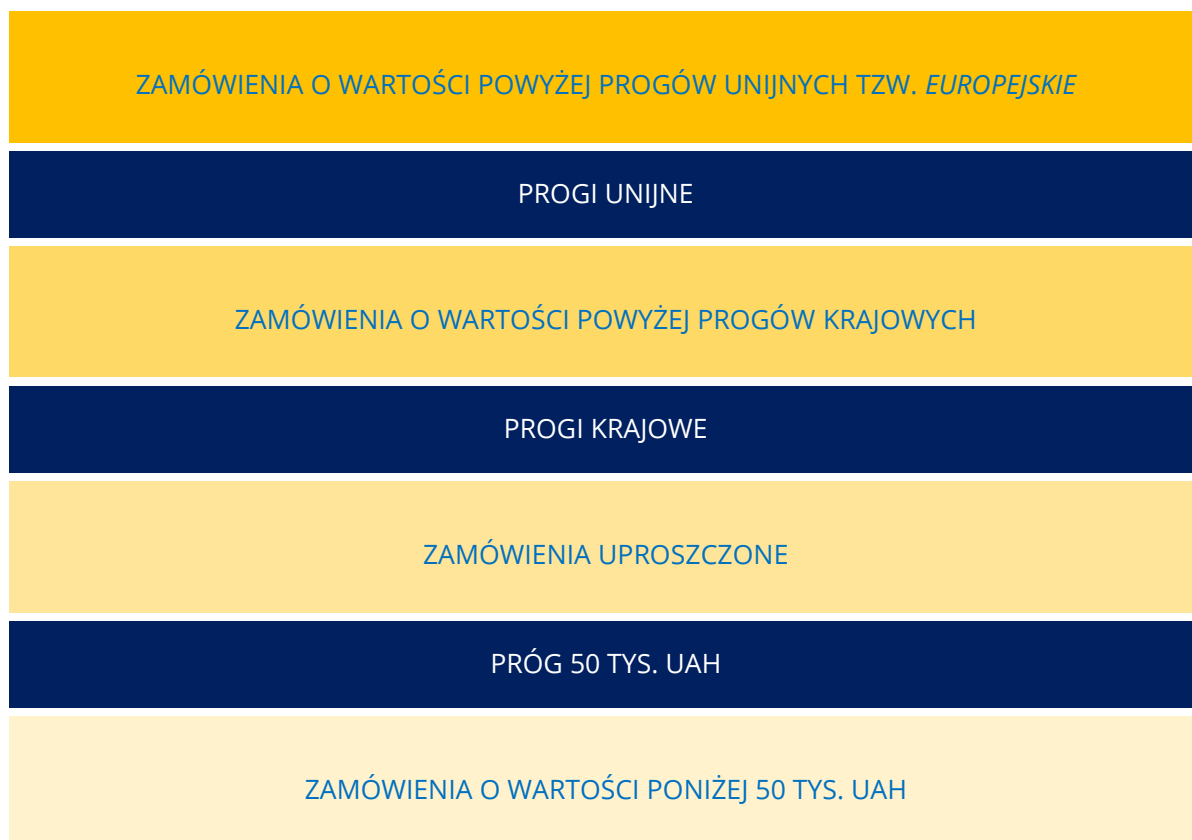 ZAMÓWIENIA O WARTOŚCI POWYŻEJ PROGÓW UNIJNYCH TZW. EUROPEJSKIE
PROGI UNIJNE
ZAMÓWIENIA O WARTOŚCI POWYŻEJ PROGÓW KRAJOWYCH
PROGI KRAJOWE
ZAMÓWIENIA UPROSZCZONE
PRÓG 50 TYS. UAH
ZAMÓWIENIA O WARTOŚCI PONIŻEJ 50 TYS. UAH